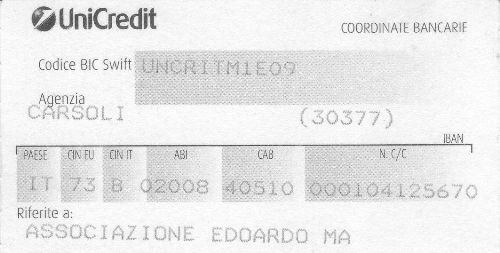 UniCredit
COORDINATE BANCARIE
Codice BIC Swift UNCRITM1E09
Agenzia
CARSOLI (30377)
IBAN
PAESE CIN EU CIN IT ABI CAB N. C/C
IT 73 B 02008 40510 000104125670
Riferite a:
ASSOCIAZIONE EDOARDO MA